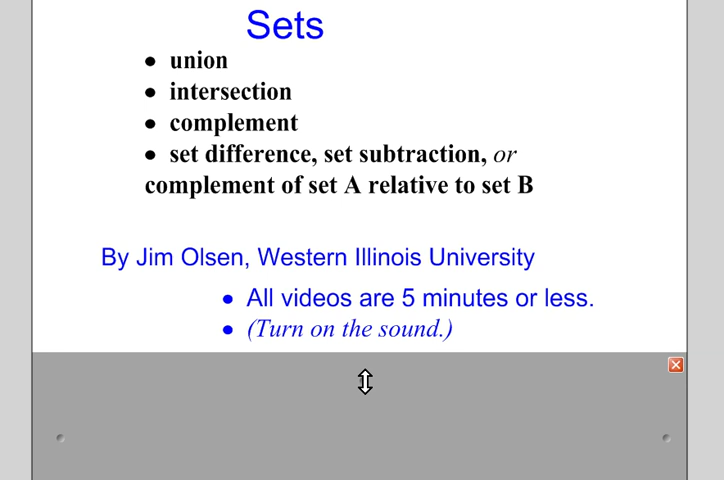 Sets
• union
• intersection
• complement
• set difference, set subtraction, or
complement of set A relative to set B
By Jim Olsen, Western Illinois University
• All videos are 5 minutes or less.
• (Turn on the sound.)